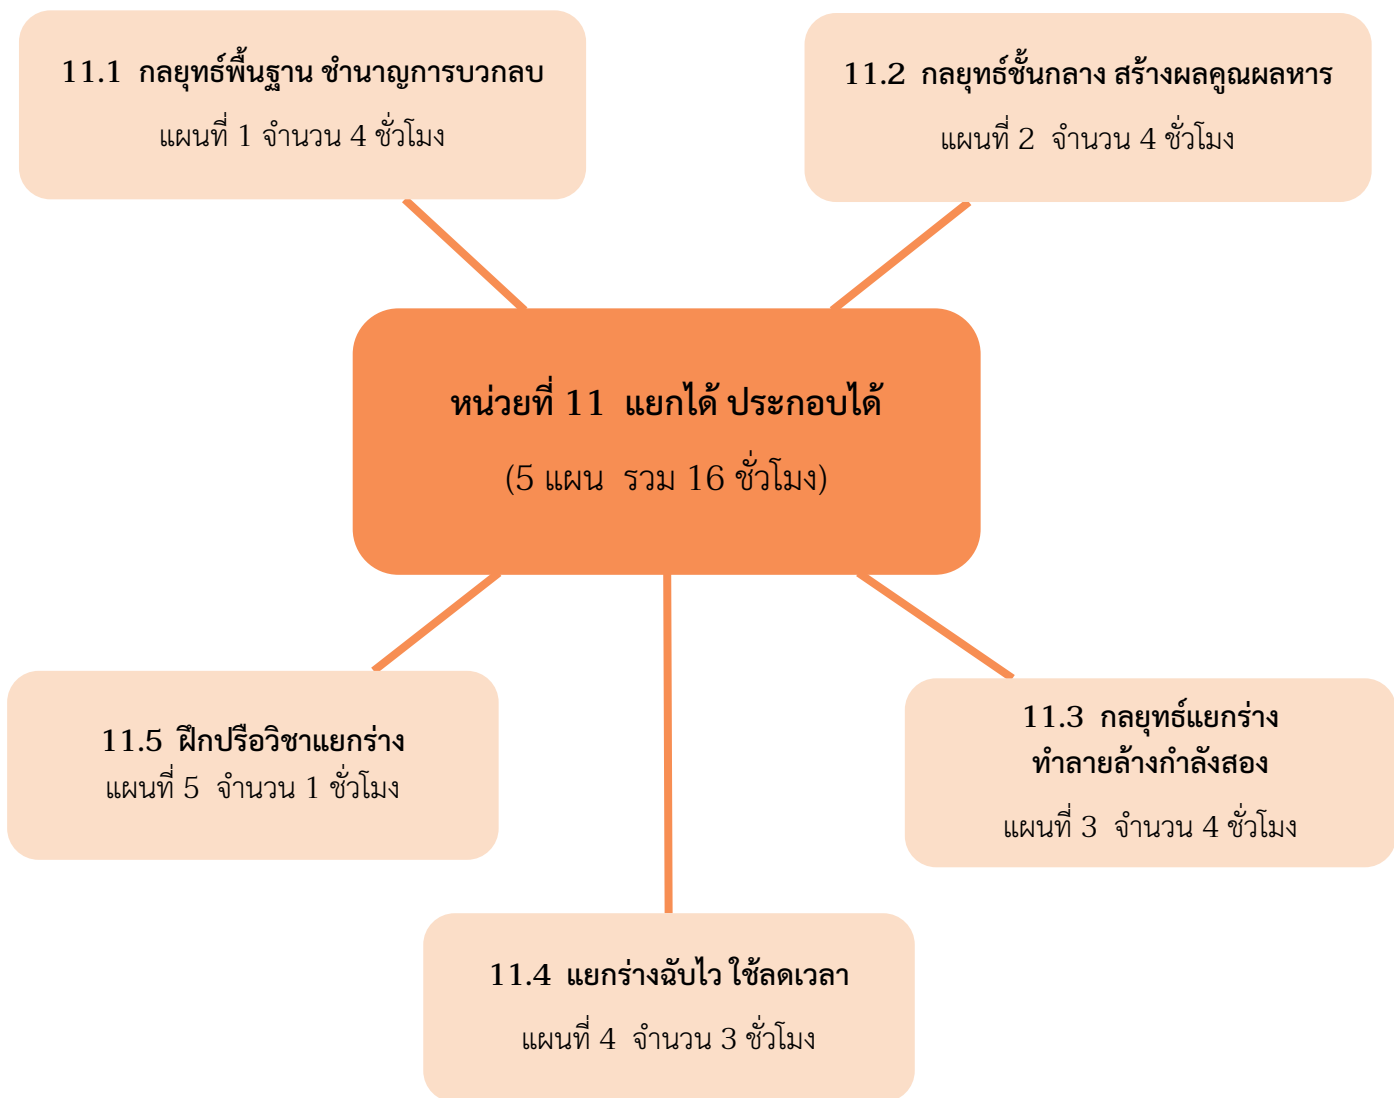 11.1 กลยุทธ์พื้นฐาน ชำนาญการบวกลบ
แผนที่ 1 จำนวน 4 ชั่วโมง
11.2 กลยุทธ์ชั้นกลาง สร้างผลคูณผลหาร
แผนที่ 2 จำนวน 4 ชั่วโมง
หน่วยที่ 11 แยกได้ ประกอบได้
(5 แผน รวม 16 ชั่วโมง)
11.5 ฝึกปรือวิชาแยกร่าง
แผนที่ 5 จำนวน 1 ชั่วโมง
11.3 กลยุทธ์แยกร่าง
ทำลายล้างกำลังสอง
แผนที่ 3 จำนวน 4 ชั่วโมง
11.4 แยกร่างฉับไว ใช้ลดเวลา
แผนที่ 4 จำนวน 3 ชั่วโมง